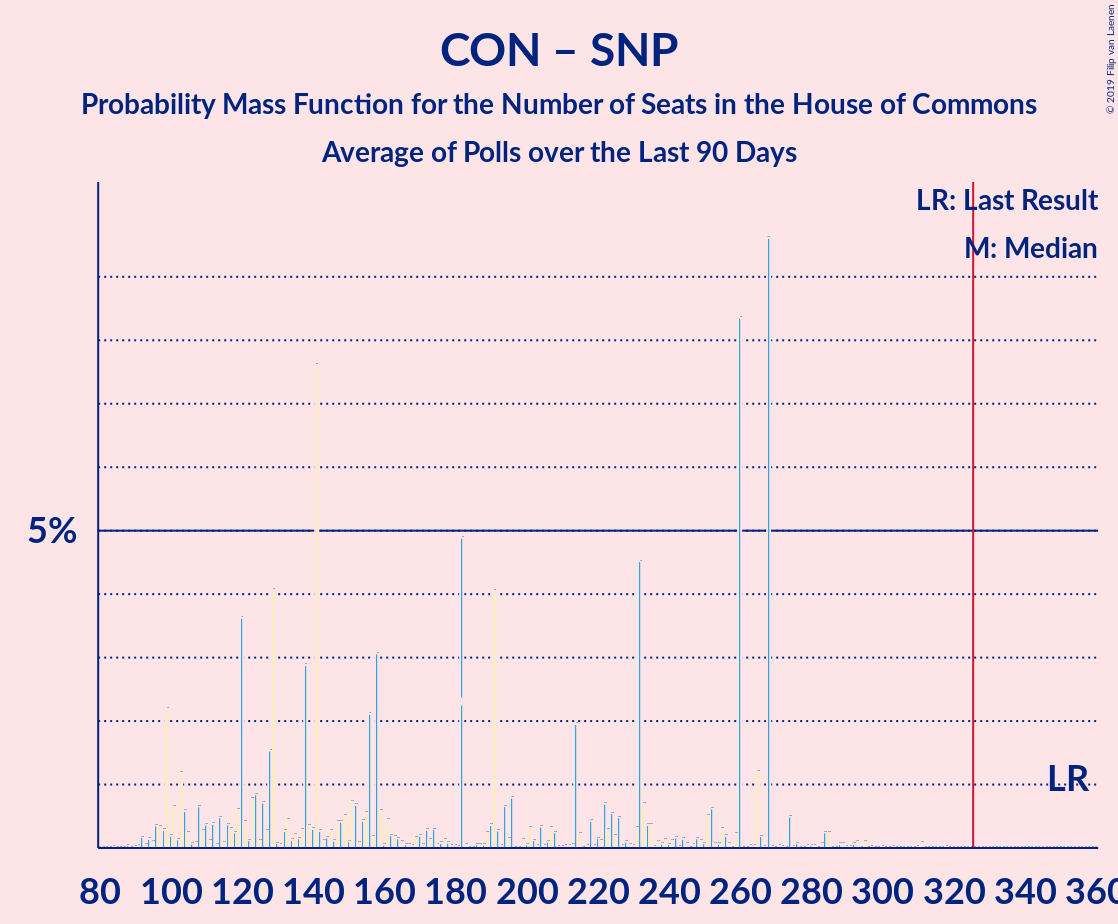 CON – SNP
Probability Mass Function for the Number of Seats in the House of Commons
Average of Polls over the Last 90 Days
© 2019 Filip van Laenen
LR: Last Result
M: Median
5%
LR
80 100 120 140 160 180 200 220 240 260 280 300 320 340 360